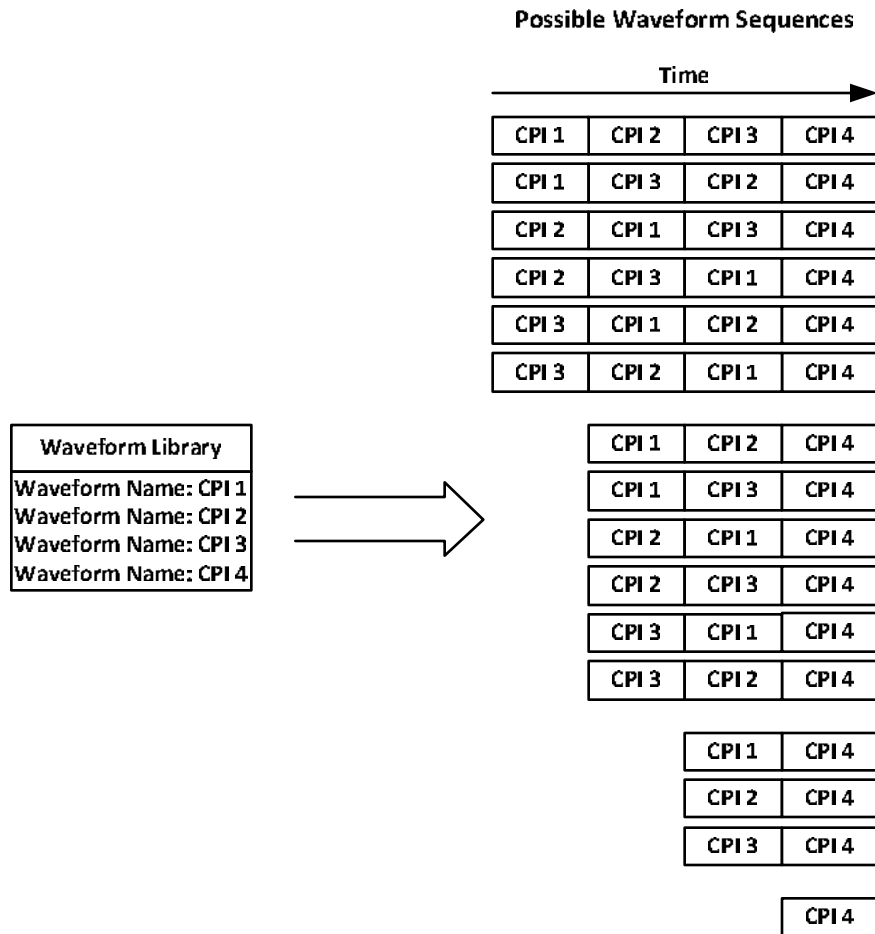 Possible Waveform Sequences
Time
CPI 1 CPI 2 CPI 3 CPI 4
CPI 1 CPI 3 CPI 2 CPI 4
CPI 2 CPI 1 CPI 3 CPI 4
CPI 2 CPI 3 CPI 1 CPI 4
CPI 3 CPI 1 CPI 2 CPI 4
CPI 3 CPI 2 CPI 1 CPI 4
Waveform Library
Waveform Name: CPI 1
Waveform Name: CPI 2
Waveform Name: CPI 3
Waveform Name: CPI 4
CPI 1 CPI 2 CPI 4
CPI 1 CPI 3 CPI 4
CPI 2 CPI 1 CPI 4
CPI 2 CPI 3 CPI 4
CPI 3 CPI 1 CPI 4
CPI 3 CPI 2 CPI 4
CPI 1 CPI 4
CPI 2 CPI 4
CPI 3 CPI 4
CPI 4